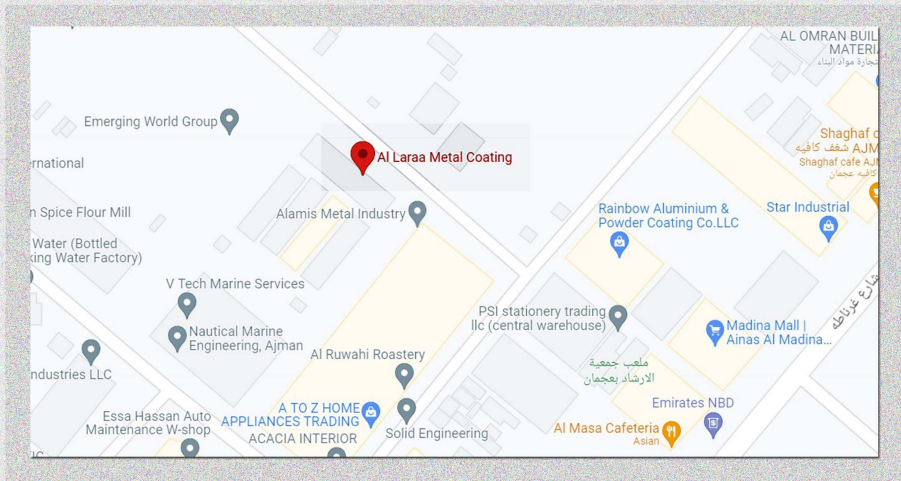 AL OMRAN BUIL
MATERI
تجارة مواد البناء
Emerging World Group
Al Laraa Metal Coating
Shaghaf c
شغف كافيه AJM
Shaghaf cafe AJM
كافيه عجمان
rnational
n Spice Flour Mill
Alamis Metal Industry
Rainbow Aluminium &
Powder Coating Co.LLC
Star Industrial
Water (Bottled
king Water Factory)
V Tech Marine Services
شارع غرناطه
PSI stationery trading
llc (central warehouse)
Nautical Marine
Engineering, Ajman
Madina Mall |
Ainas Al Madina...
Al Ruwahi Roastery
ملعب جمعية
الارشاد بعجمان
ndustries LLC
Emirates NBD
A TO Z HOME
APPLIANCES TRADING
Essa Hassan Auto
Maintenance W-shop
Solid Engineering
Al Masa Cafeteria
Asian
ACACIA INTERIOR